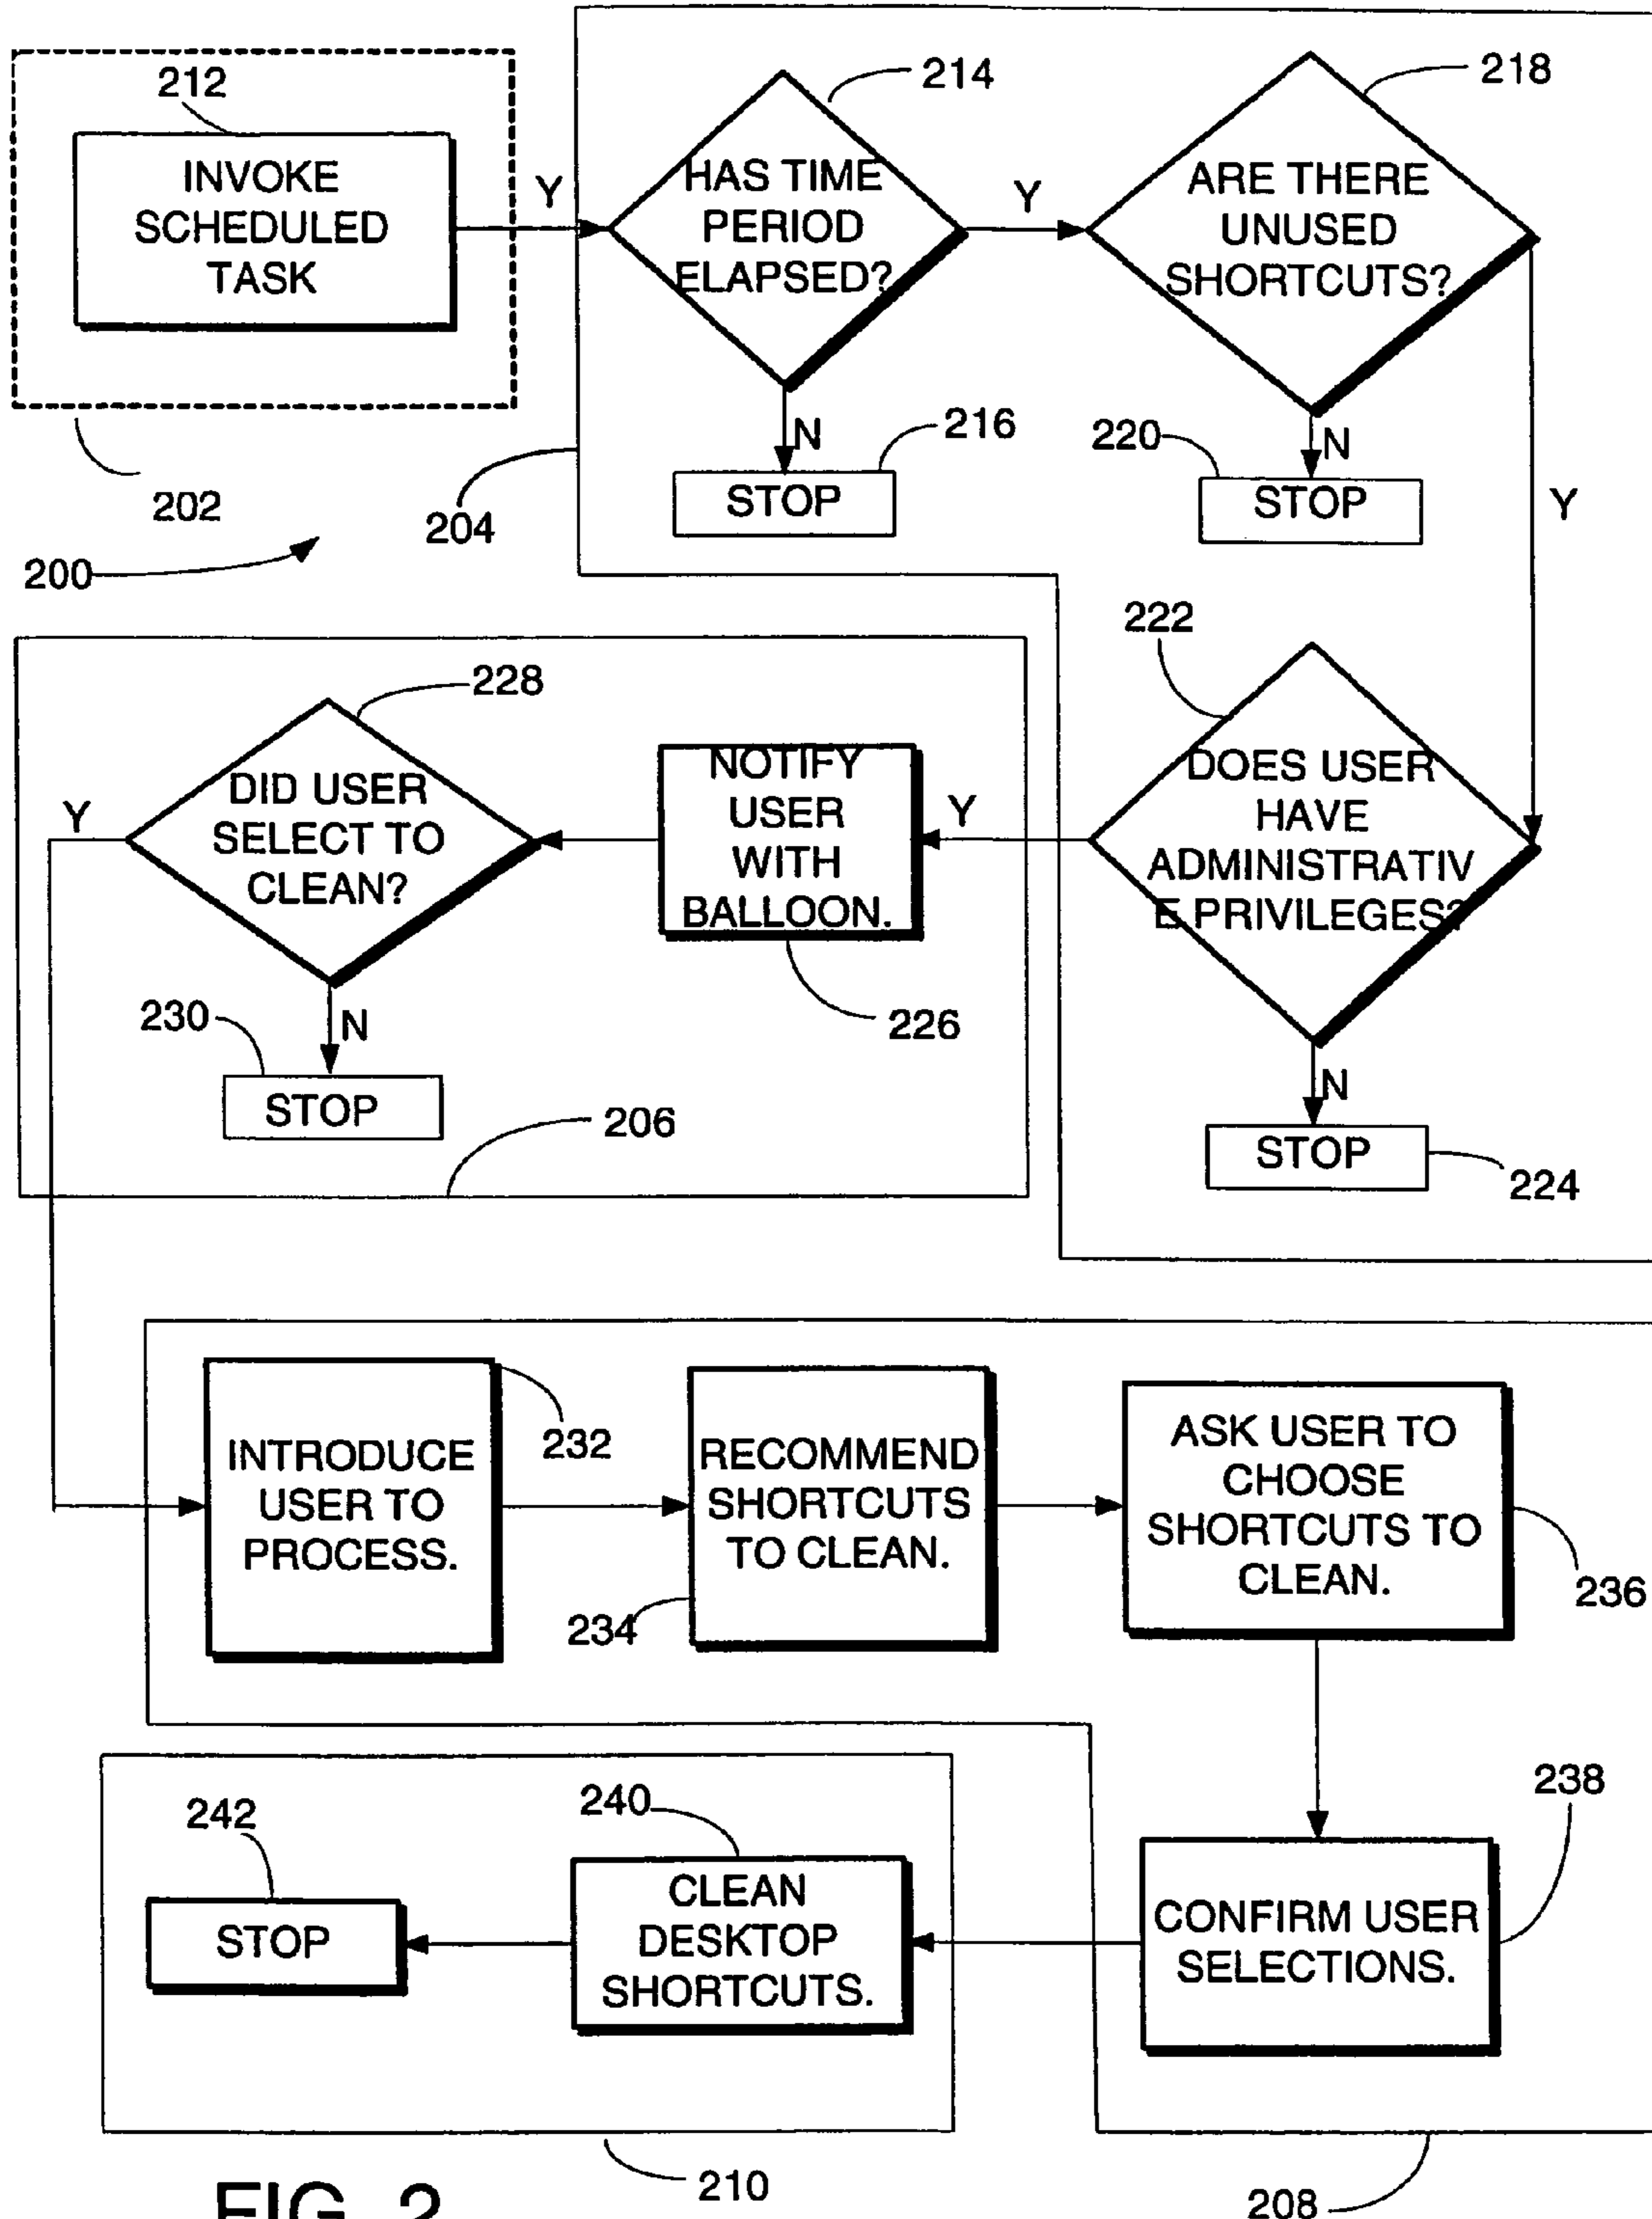 212
INVOKE
SCHEDULED
TASK
202
200
Y
204
214
HAS TIME
PERIOD
ELAPSED?
Y
N
216
STOP
218
ARE THERE
UNUSED
SHORTCUTS?
N
220
STOP
Y
222
DOES USER
HAVE
ADMINISTRATIV
E PRIVILEGES?
N
STOP
224
Y
NOTIFY
USER
WITH
BALLOON.
226
228
DID USER
SELECT TO
CLEAN?
Y
N
230
STOP
206
INTRODUCE
USER TO
PROCESS.
232
RECOMMEND
SHORTCUTS
TO CLEAN.
234
ASK USER TO
CHOOSE
SHORTCUTS TO
CLEAN.
236
238
CONFIRM USER
SELECTIONS.
240
CLEAN
DESKTOP
SHORTCUTS.
242
STOP
210
208
FIG. 2